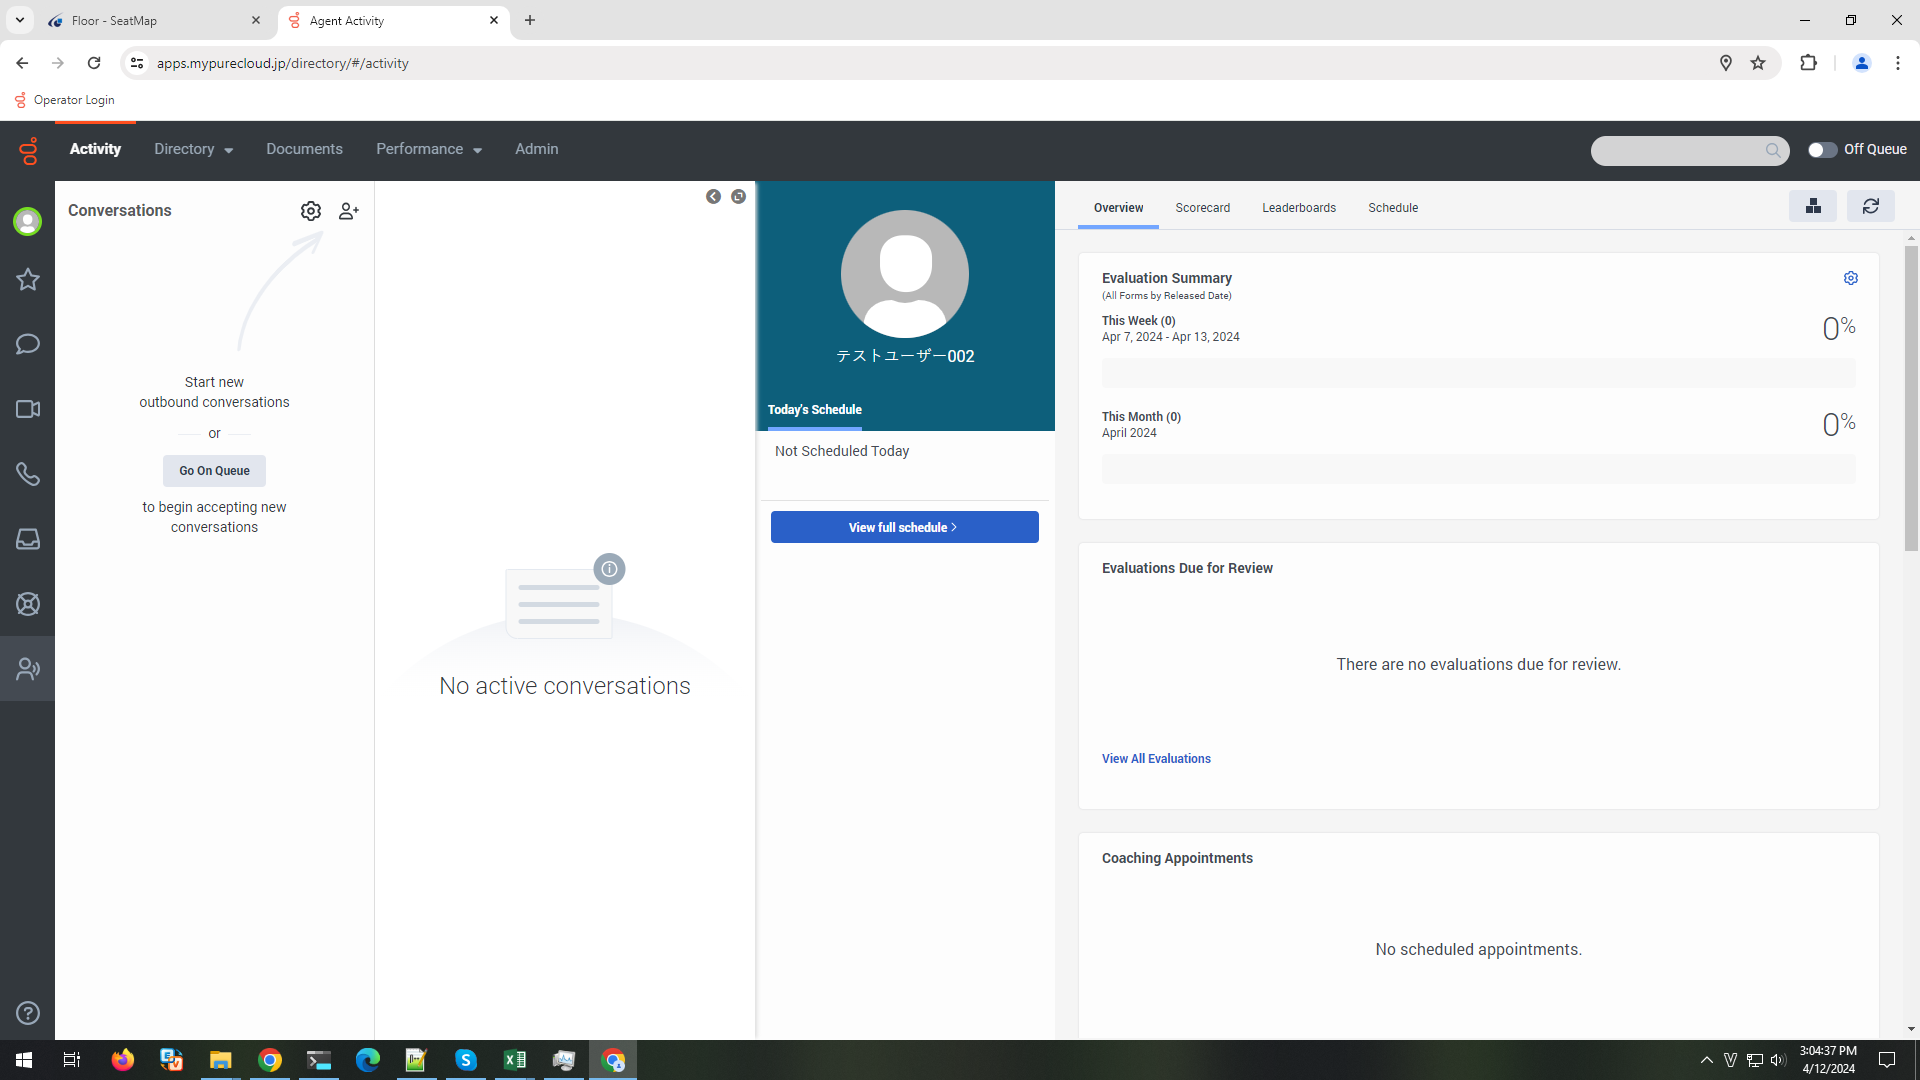 Floor - SeatMap
Agent Activity
apps.mypurecloud.jp/directory/#/activity
Operator Login
Activity
Directory
Documents
Performance
Admin
Off Queue
Conversations
Start new
outbound conversations
or
Go On Queue
to begin accepting new
conversations
No active conversations
テストユーザー002
Today's Schedule
Not Scheduled Today
View full schedule
Overview
Scorecard
Leaderboards
Schedule
Evaluation Summary
(All Forms by Released Date)
This Week (0)
Apr 7, 2024 - Apr 13, 2024
0%
This Month (0)
April 2024
0%
Evaluations Due for Review
There are no evaluations due for review.
View All Evaluations
Coaching Appointments
No scheduled appointments.
3:04:37 PM
4/12/2024